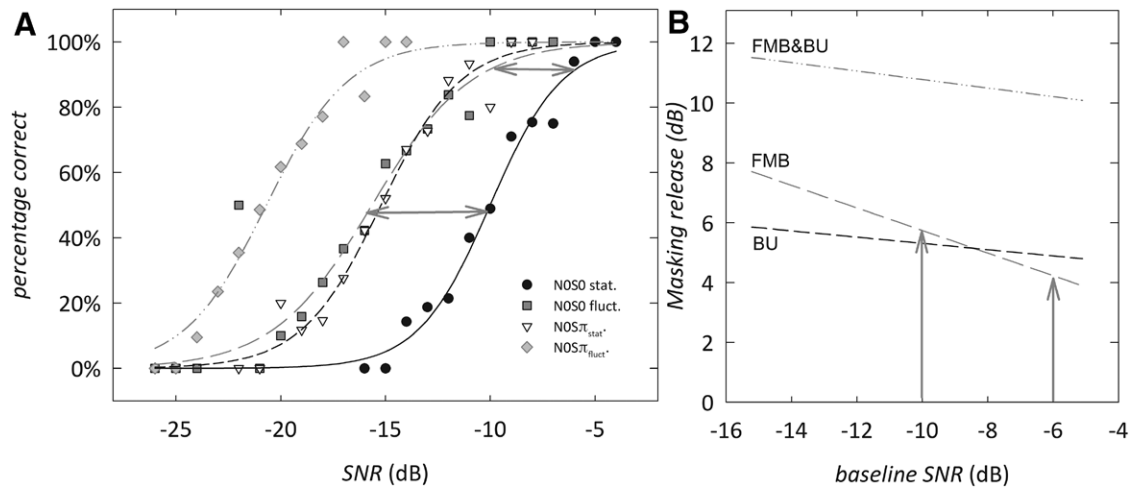 A
100%
80%
60%
40%
20%
0%
percentage correct
-25
-20
-15
-10
-5
SNR (dB)
N0S0 stat.
N0S0 fluct.
N0Sπstat.
N0Sπfluct.
B
12
10
8
6
4
2
0
Masking release (dB)
FMB&BU
FMB
BU
-16
-14
-12
-10
-8
-6
-4
baseline SNR (dB)